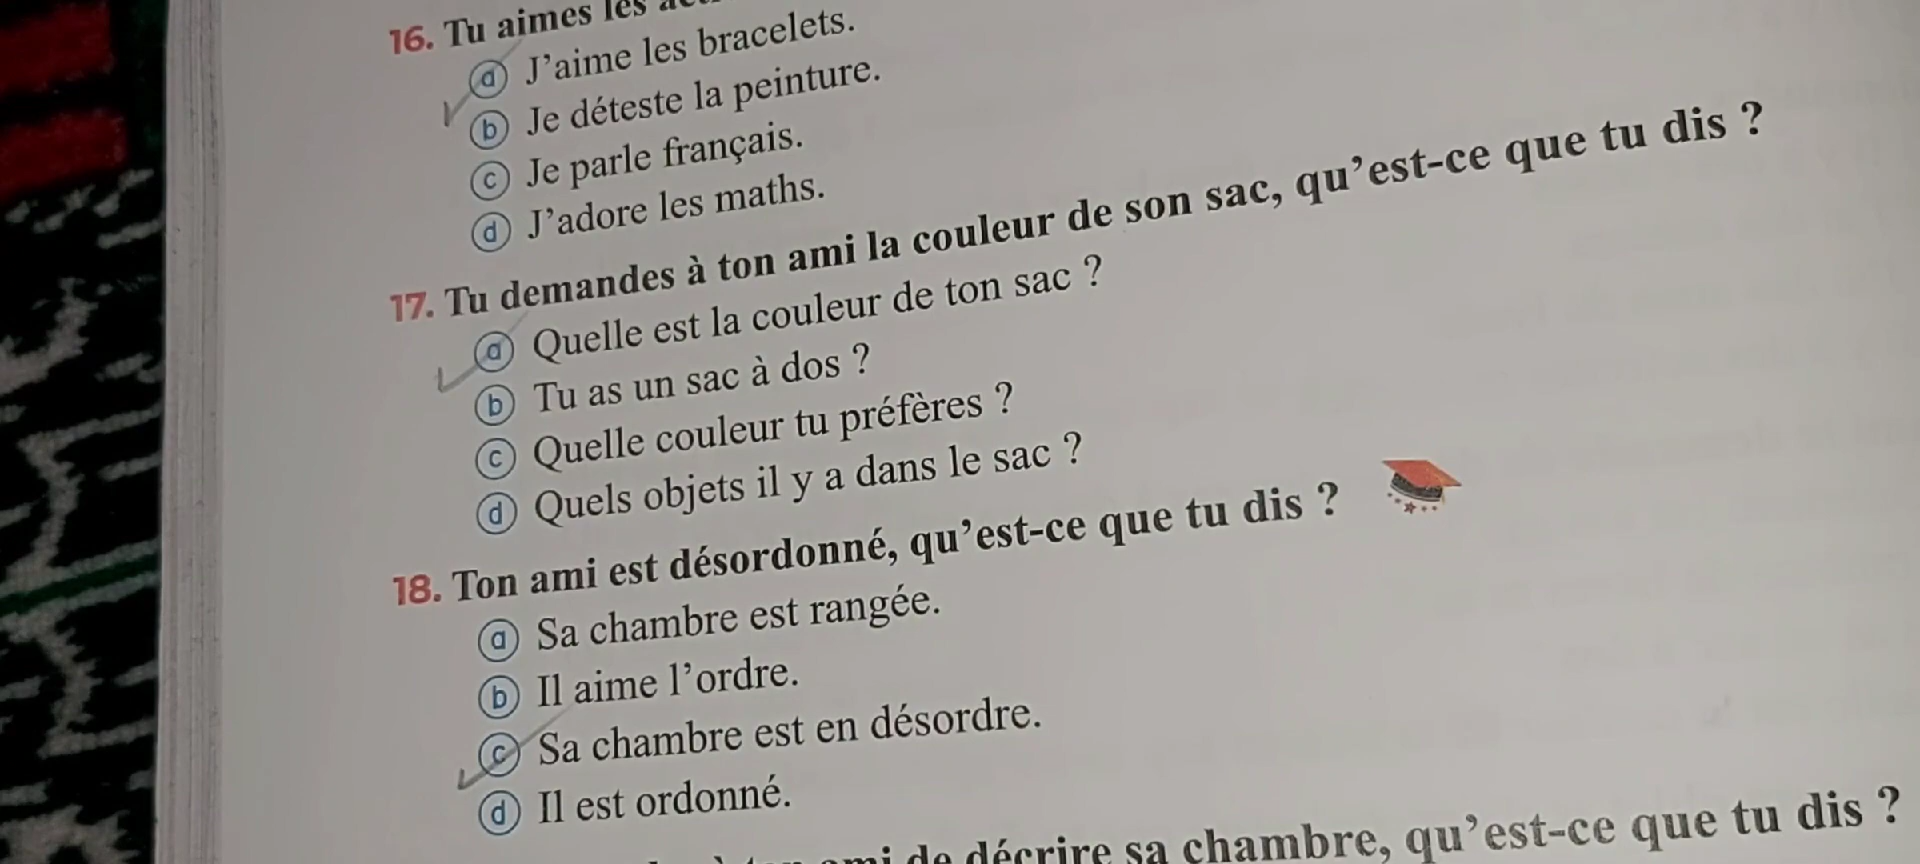 16. Tu aimes les
a J'aime les bracelets.
b Je déteste la peinture.
c Je parle français.
d J'adore les maths.
17. Tu demandes à ton ami la couleur de son sac, qu'est-ce que tu dis ?
a Quelle est la couleur de ton sac ?
b Tu as un sac à dos ?
c Quelle couleur tu préfères ?
d Quels objets il y a dans le sac ?
18. Ton ami est désordonné, qu'est-ce que tu dis ?
a Sa chambre est rangée.
b Il aime l'ordre.
c Sa chambre est en désordre.
d Il est ordonné.
de décrire sa chambre, qu'est-ce que tu dis ?